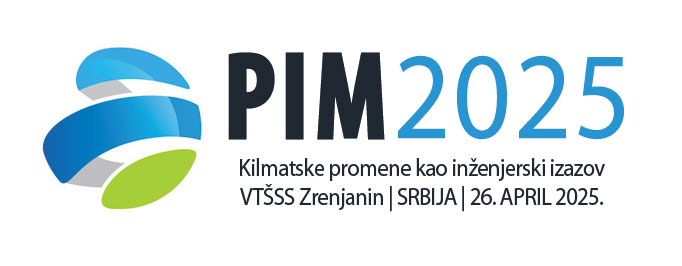 PIM2025
Kilmatske promene kao inženjerski izazov
VTŠSS Zrenjanin | SRBIJA | 26. APRIL 2025.